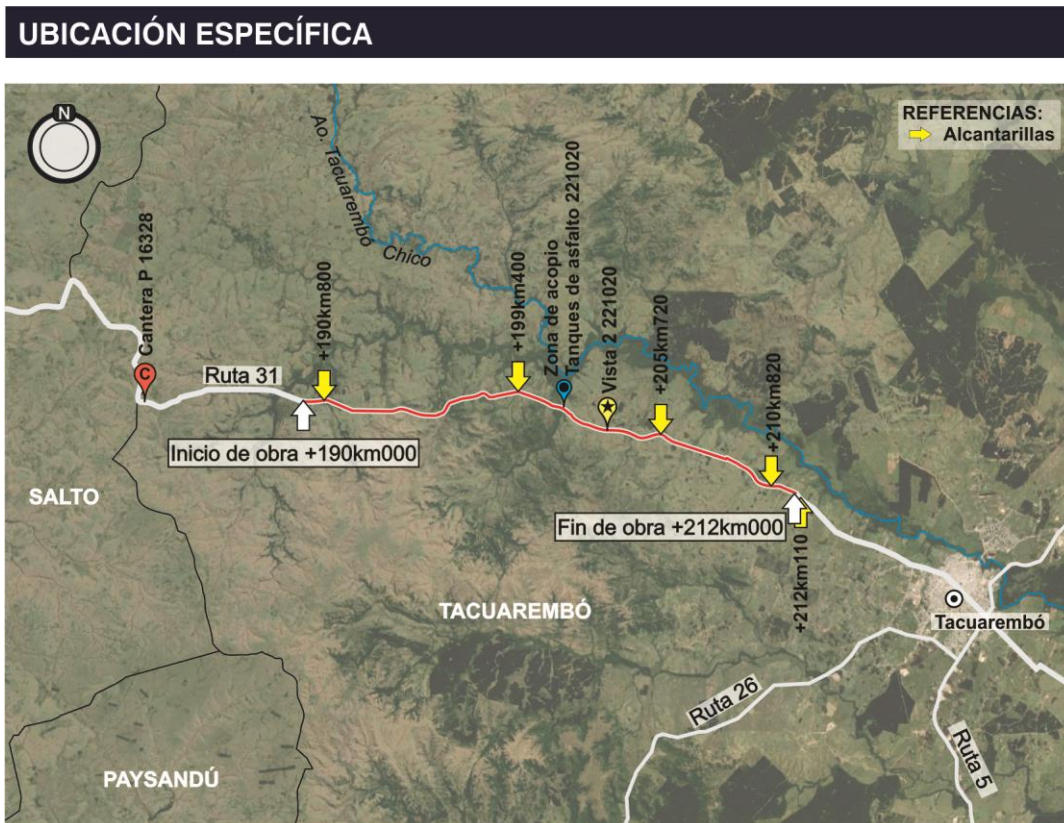 UBICACIÓN ESPECÍFICA
N
REFERENCIAS:
Alcantarillas
Ao. Tacuarembó Chico
Cantera P 16328
C
Ruta 31
+190km800
+199km400
Zona de acopio
Tanques de asfalto 221020
Vista 2 221020
+205km720
+210km820
Inicio de obra +190km000
SALTO
Fin de obra +212km000
+212km110
TACUAREMBÓ
Tacuarembó
Ruta 26
Ruta 5
PAYSANDÚ